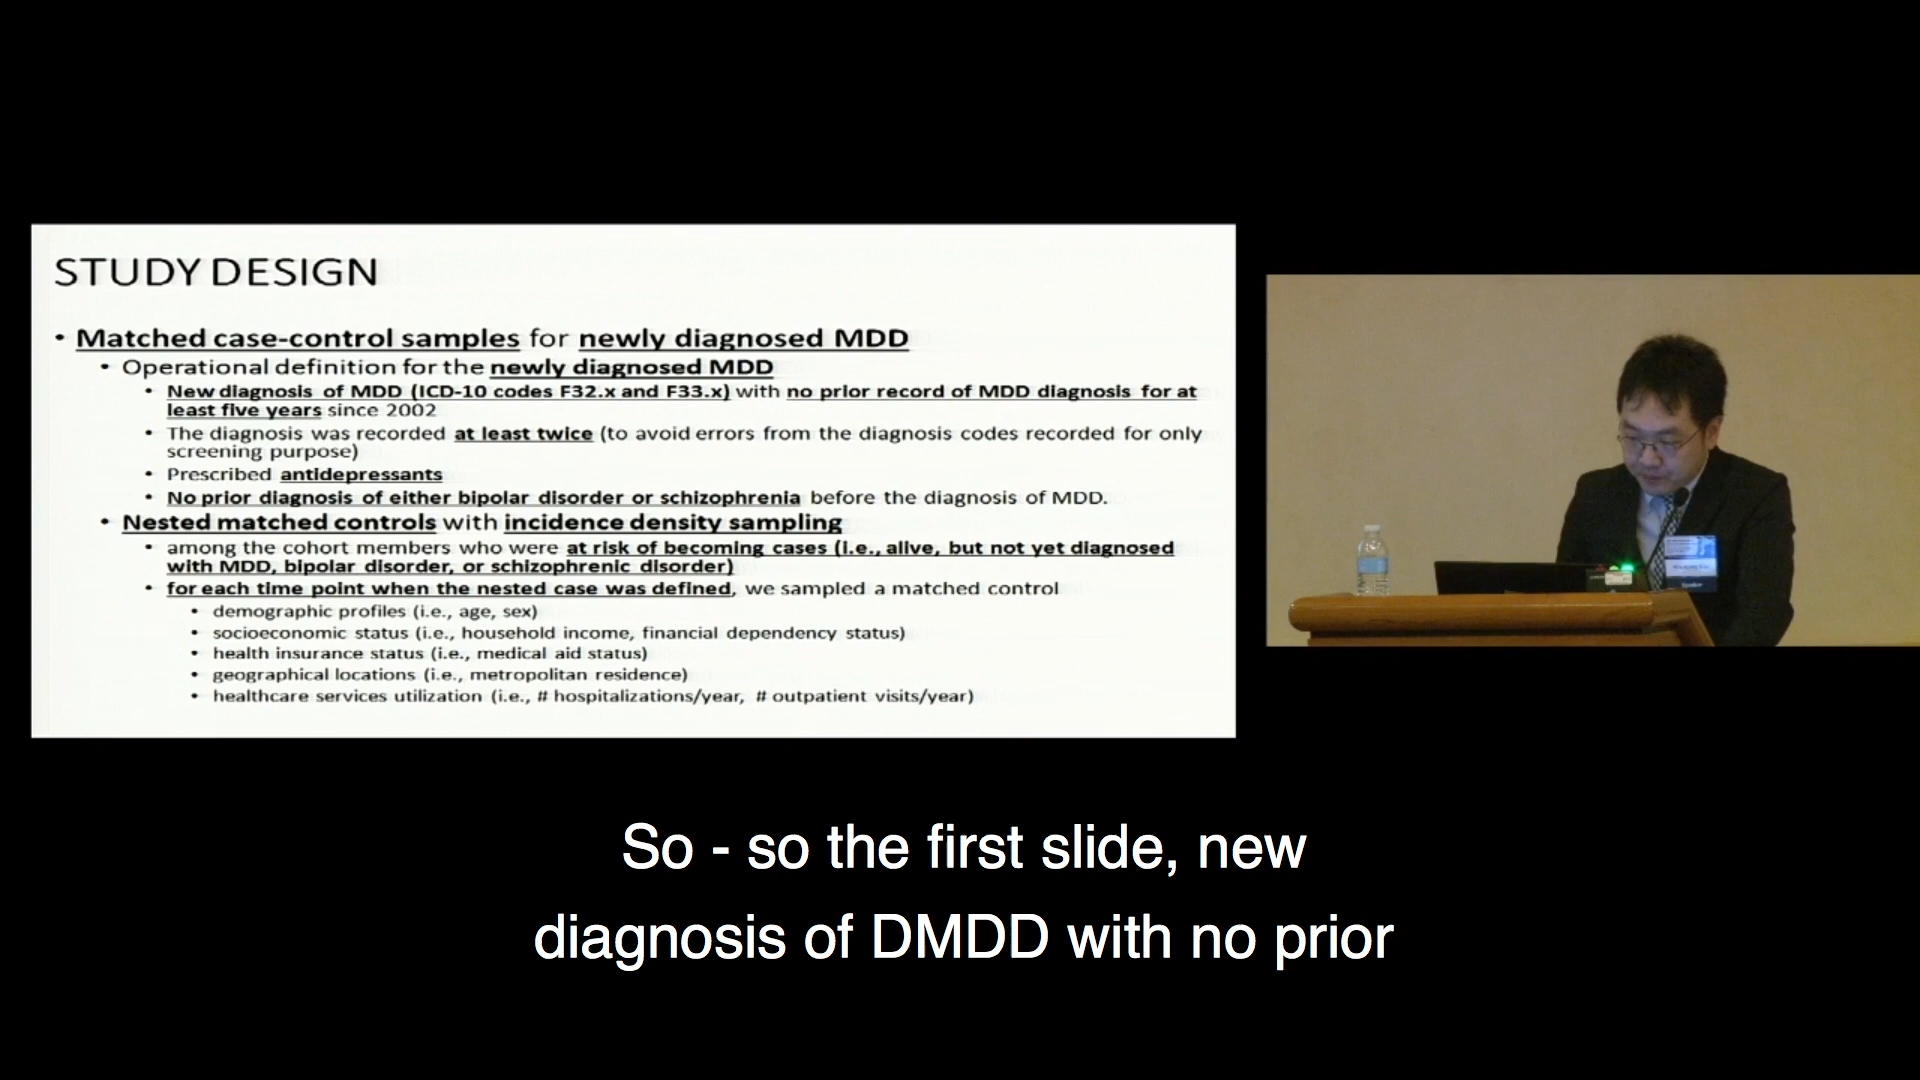 STUDY DESIGN
• Matched case-control samples for newly diagnosed MDD
• Operational definition for the newly diagnosed MDD
• New diagnosis of MDD (ICD-10 codes F32.x and F33.x) with no prior record of MDD diagnosis for at
least five years since 2002
• The diagnosis was recorded at least twice (to avoid errors from the diagnosis codes recorded for only
screening purpose)
• Prescribed antidepressants
• No prior diagnosis of either bipolar disorder or schizophrenia before the diagnosis of MDD.
• Nested matched controls with incidence density sampling
• among the cohort members who were at risk of becoming cases (i.e., alive, but not yet diagnosed
with MDD, bipolar disorder, or schizophrenic disorder)
• for each time point when the nested case was defined, we sampled a matched control
• demographic profiles (i.e., age, sex)
• socioeconomic status (i.e., household income, financial dependency status)
• health insurance status (i.e., medical aid status)
• geographical locations (i.e., metropolitan residence)
• healthcare services utilization (i.e., # hospitalizations/year, # outpatient visits/year)
So - so the first slide, new
diagnosis of DMDD with no prior